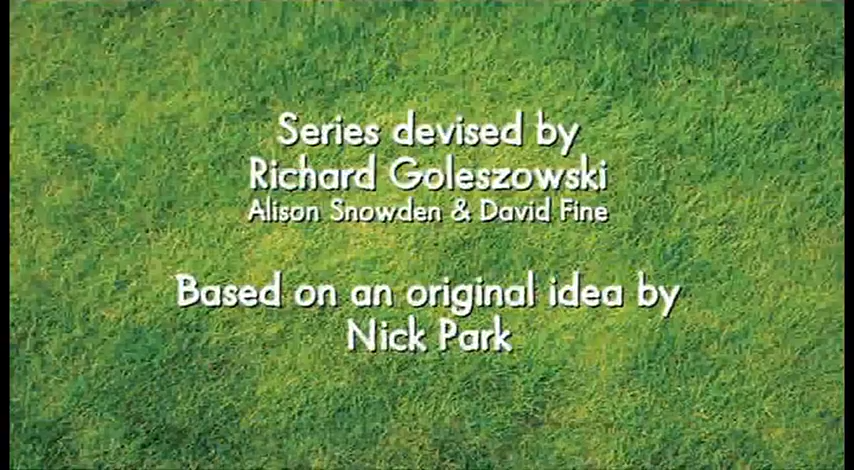 Series devised by
Richard Goleszowski
Alison Snowden & David Fine
Based on an original idea by
Nick Park